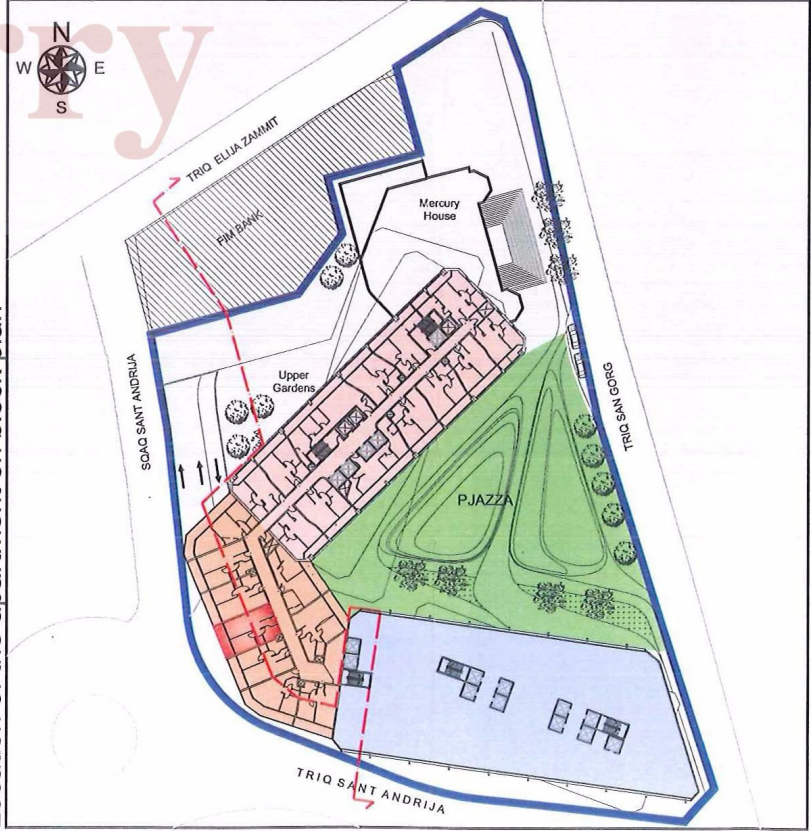 rry
N
W E
S
TRIQ ELIJA ZAMMIT
FIM BANK
Mercury
House
SQAQ SANT ANDRIJA
Upper
Gardens
TRIQ SAN GORG
PJAZZA
TRIQ SANT ANDRIJA